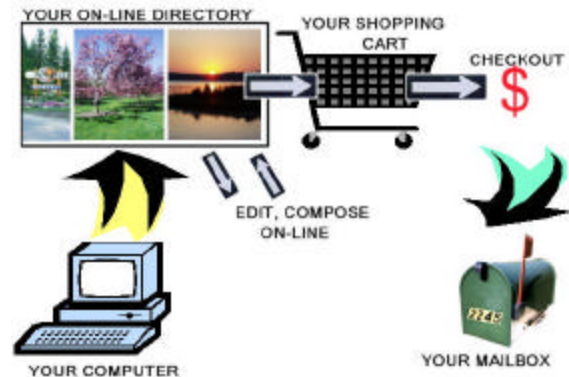 YOUR ON-LINE DIRECTORY
YOUR SHOPPING
CART
CHECKOUT
$
EDIT, COMPOSE
ON-LINE
2245
YOUR COMPUTER
YOUR MAILBOX